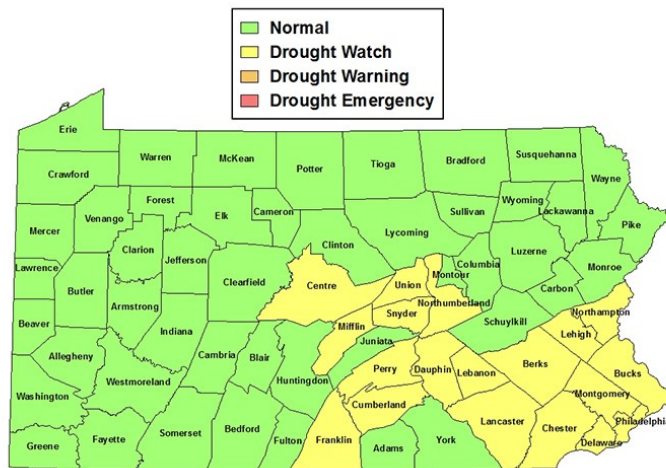 Normal
Drought Watch
Drought Warning
Drought Emergency
Erie
Crawford
Warren
McKean
Potter
Tioga
Bradford
Susquehanna
Wayne
Mercer
Venango
Forest
Elk
Cameron
Clinton
Lycoming
Sullivan
Wyoming
Lackawanna
Pike
Lawrence
Butler
Clarion
Jefferson
Clearfield
Centre
Union
Montour
Columbia
Luzerne
Monroe
Carbon
Beaver
Armstrong
Indiana
Snyder
Northumberland
Schuylkill
Northampton
Lehigh
Allegheny
Westmoreland
Cambria
Blair
Huntingdon
Mifflin
Juniata
Perry
Dauphin
Lebanon
Berks
Bucks
Montgomery
Washington
Cumberland
Lancaster
Chester
Philadelphia
Delaware
Greene
Fayette
Somerset
Bedford
Fulton
Franklin
Adams
York